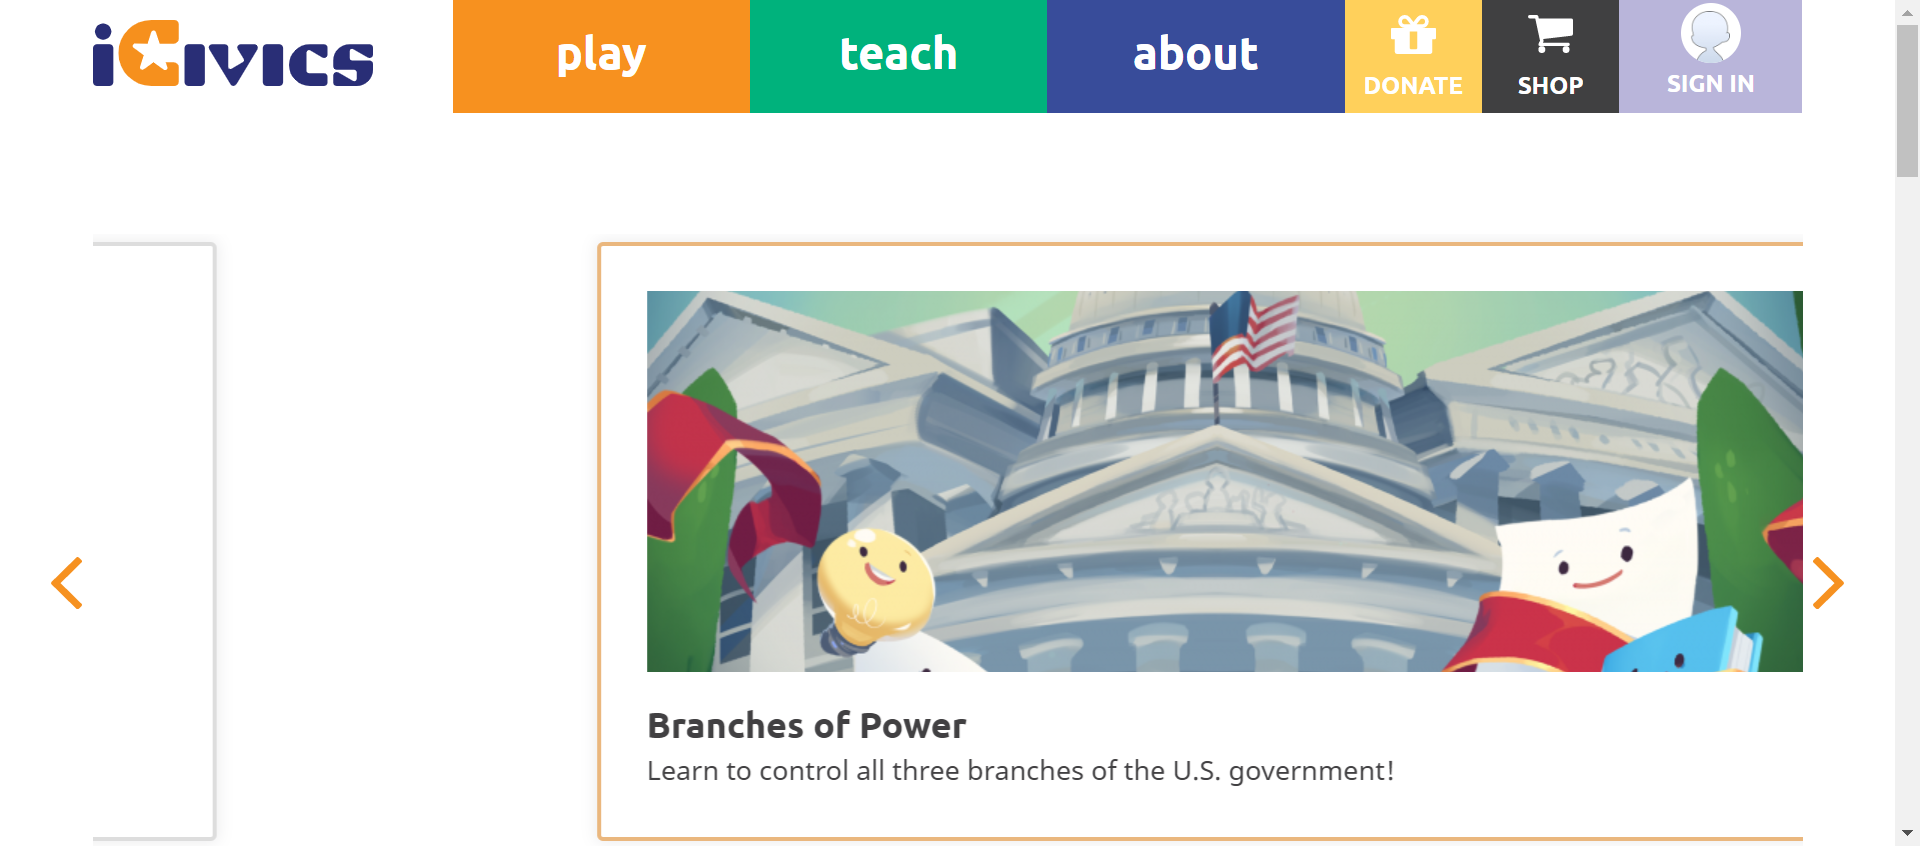 iCivics
play
teach
about
DONATE
SHOP
SIGN IN
Branches of Power
Learn to control all three branches of the U.S. government!